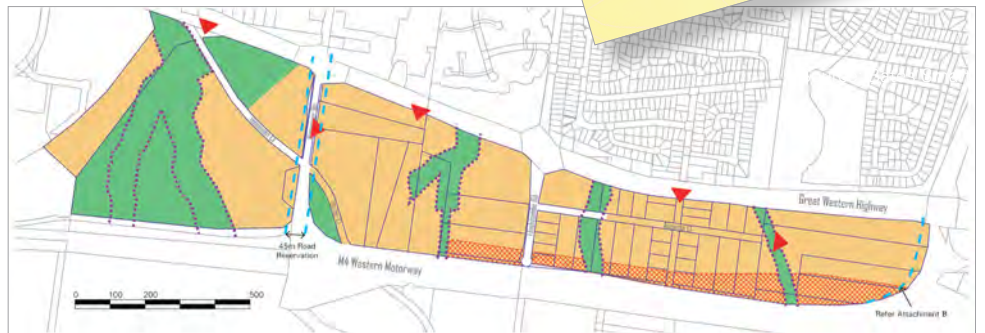 Great Western Highway
45m Road
Reservation
M4 Western Motorway
0 100 200 500
Refer Attachment B